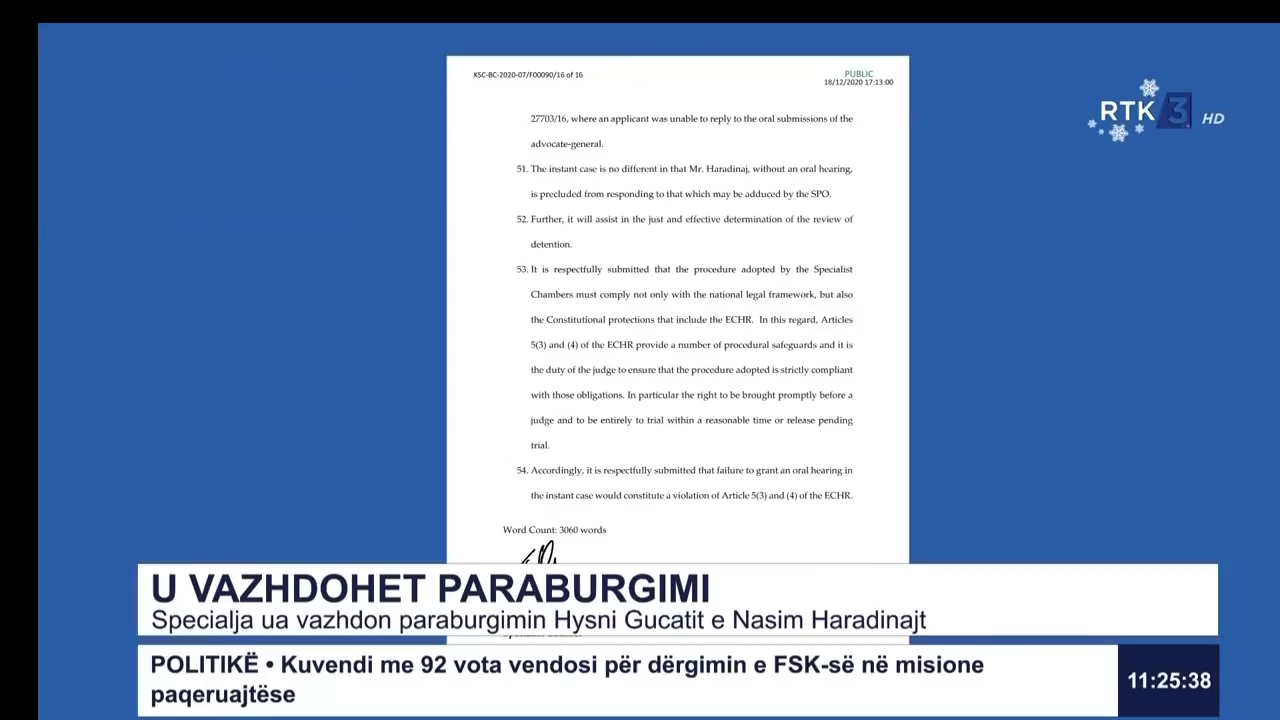 KSC-BC-2020-07/F00090/16 of 16
PUBLIC
18/12/2020 17:13:00
RTK 3 HD
27703/16, where an applicant was unable to reply to the oral submissions of the
advocate-general.
51. The instant case is no different in that Mr. Haradinaj, without an oral hearing,
is precluded from responding to that which may be adduced by the SPO.
52. Further, it will assist in the just and effective determination of the review of
detention.
53. It is respectfully submitted that the procedure adopted by the Specialist
Chambers must comply not only with the national legal framework, but also
the Constitutional protections that include the ECHR. In this regard, Articles
5(3) and (4) of the ECHR provide a number of procedural safeguards and it is
the duty of the judge to ensure that the procedure adopted is strictly compliant
with those obligations. In particular the right to be brought promptly before a
judge and to be entirely to trial within a reasonable time or release pending
trial.
54. Accordingly, it is respectfully submitted that failure to grant an oral hearing in
the instant case would constitute a violation of Article 5(3) and (4) of the ECHR.
Word Count: 3060 words
U VAZHDOHET PARABURGIMI
Specialja ua vazhdon paraburgimin Hysni Gucatit e Nasim Haradinajt
POLITIKË • Kuvendi me 92 vota vendosi për dërgimin e FSK-së në misione
paqeruajtëse
11:25:38